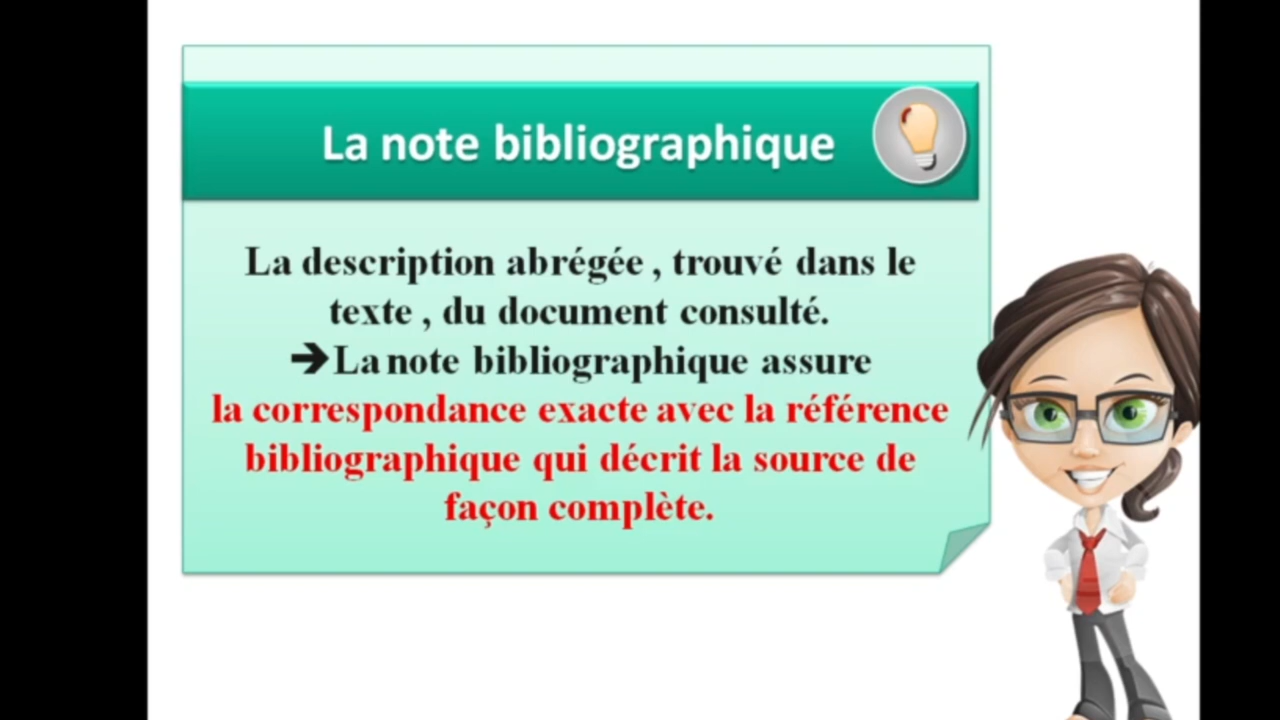 La note bibliographique
La description abrégée , trouvé dans le
texte , du document consulté.
➔La note bibliographique assure
la correspondance exacte avec la référence
bibliographique qui décrit la source de
façon complète.